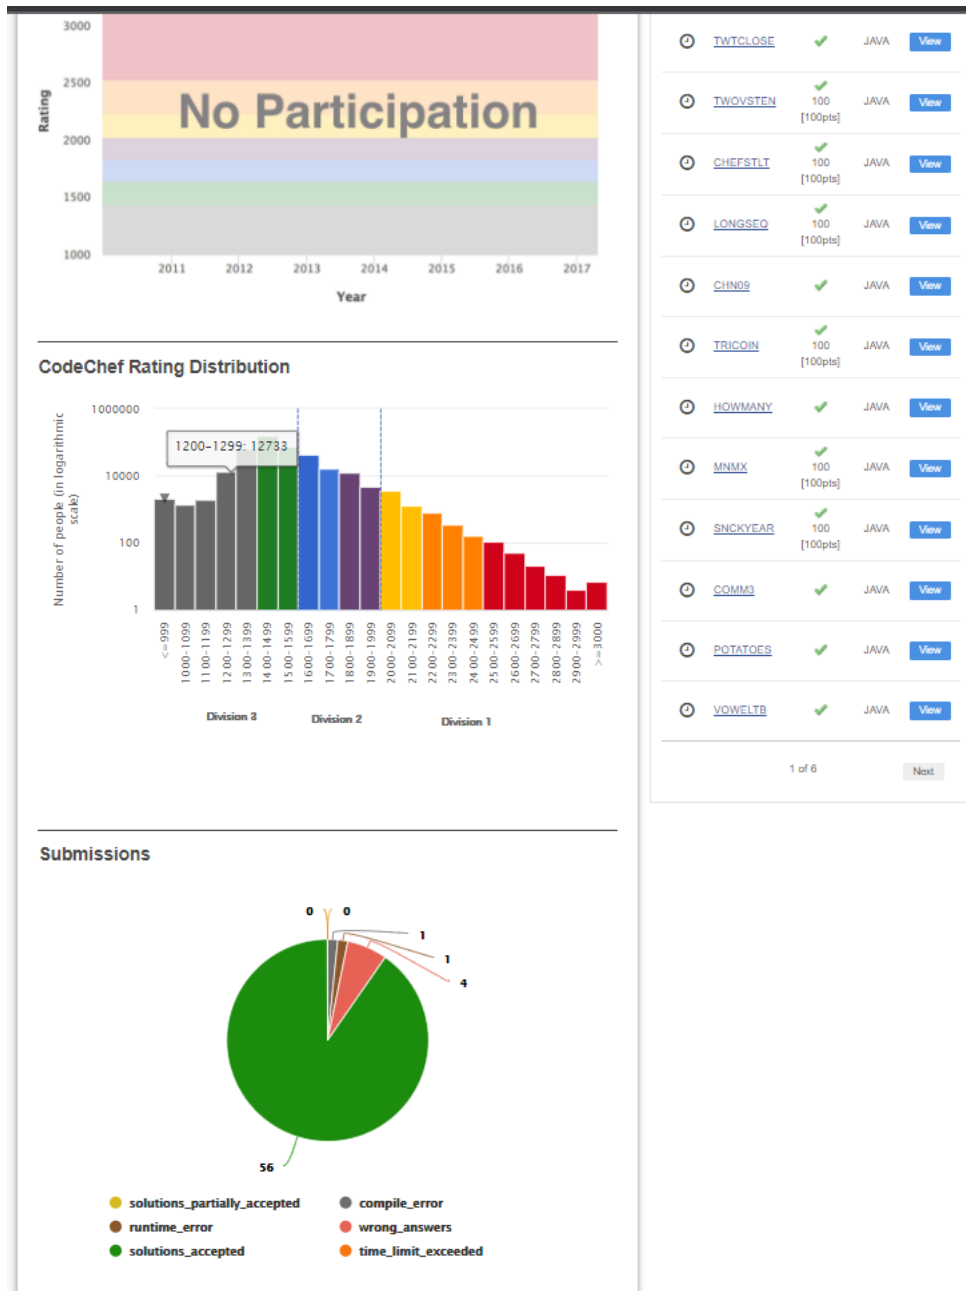 3000
2500
2000
1500
1000
Rating
No Participation
2011 2012 2013 2014 2015 2016 2017
Year
CodeChef Rating Distribution
Number of people (in logarithmic
scale)
1000000
10000
100
1
1200-1299: 12733
<=999
1000-1099
1100-1199
1200-1299
1300-1399
1400-1499
1500-1599
1600-1699
1700-1799
1800-1899
1900-1999
2000-2099
2100-2199
2200-2299
2300-2399
2400-2499
2500-2599
2600-2699
2700-2799
2800-2899
2900-2999
>=3000
Division 3 Division 2 Division 1
Submissions
0 0
1
1
4
56
solutions_partially_accepted compile_error
runtime_error wrong_answers
solutions_accepted time_limit_exceeded
TWTCLOSE JAVA View
TWOVSTEN 100 JAVA View
[100pts]
CHEFSTLT 100 JAVA View
[100pts]
LONGSEQ 100 JAVA View
[100pts]
CHN09 JAVA View
TRICOIN 100 JAVA View
[100pts]
HOWMANY JAVA View
MNMX 100 JAVA View
[100pts]
SNCKYEAR 100 JAVA View
[100pts]
COMM3 JAVA View
POTATOES JAVA View
VOWELTB JAVA View
1 of 6 Next